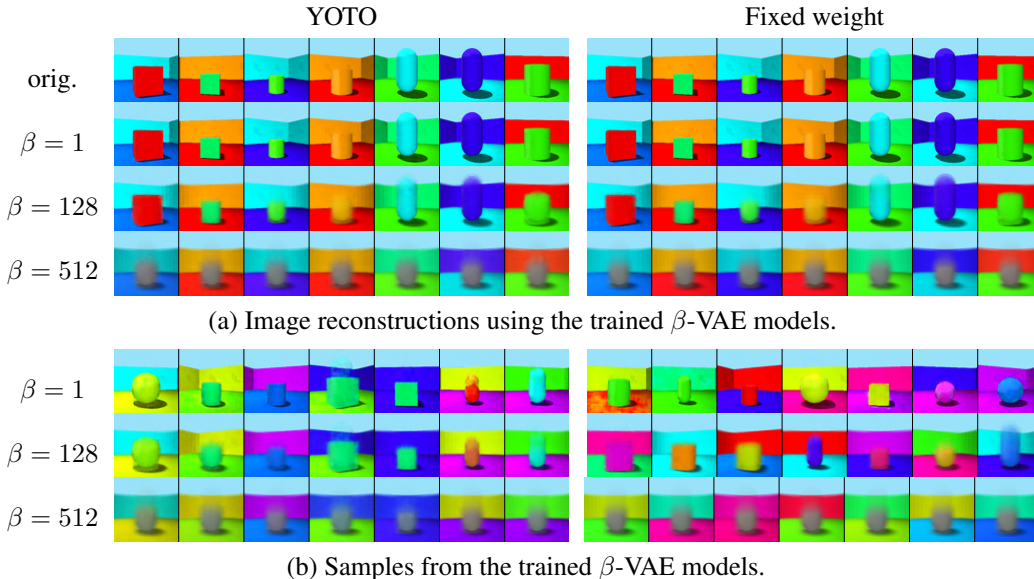 YOTO Fixed weight
orig.
β = 1
β = 128
β = 512
(a) Image reconstructions using the trained β-VAE models.
β = 1
β = 128
β = 512
(b) Samples from the trained β-VAE models.